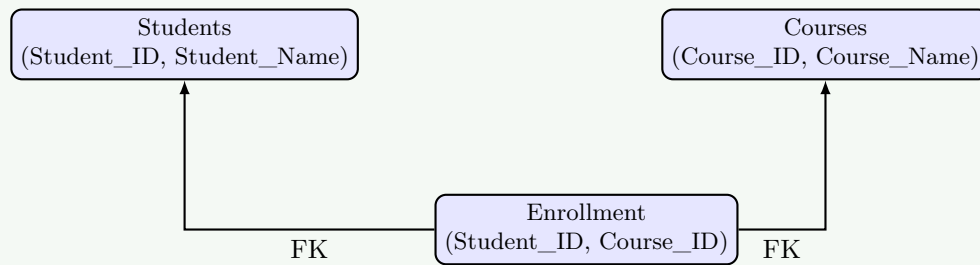 Students
(Student_ID, Student_Name)
Courses
(Course_ID, Course_Name)
Enrollment
(Student_ID, Course_ID)
FK
FK